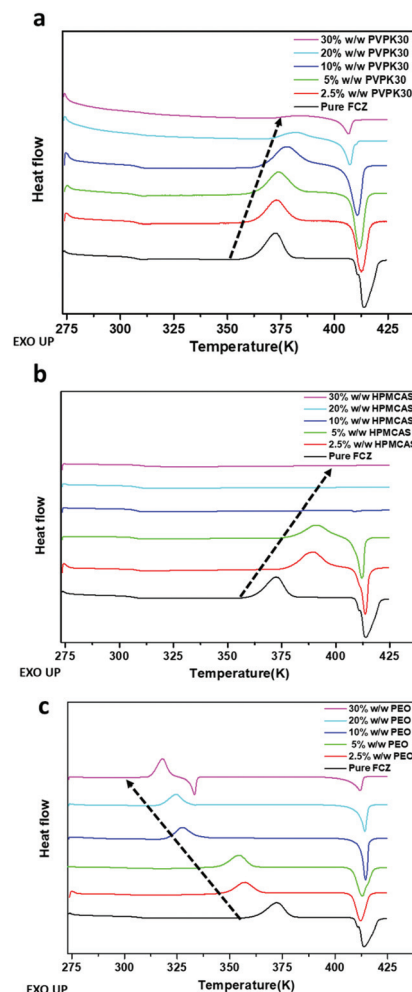 a
30% w/w PVPK30
20% w/w PVPK30
10% w/w PVPK30
5% w/w PVPK30
2.5% w/w PVPK30
Pure FCZ
Heat flow
275 300 325 350 375 400 425
EXO UP
Temperature(K)
b
30% w/w HPMCAS
20% w/w HPMCAS
10% w/w HPMCAS
5% w/w HPMCAS
2.5% w/w HPMCAS
Pure FCZ
Heat flow
275 300 325 350 375 400 425
EXO UP
Temperature(K)
c
30% w/w PEO
20% w/w PEO
10% w/w PEO
5% w/w PEO
2.5% w/w PEO
Pure FCZ
Heat flow
275 300 325 350 375 400 425
EXO UP
Temperature(K)